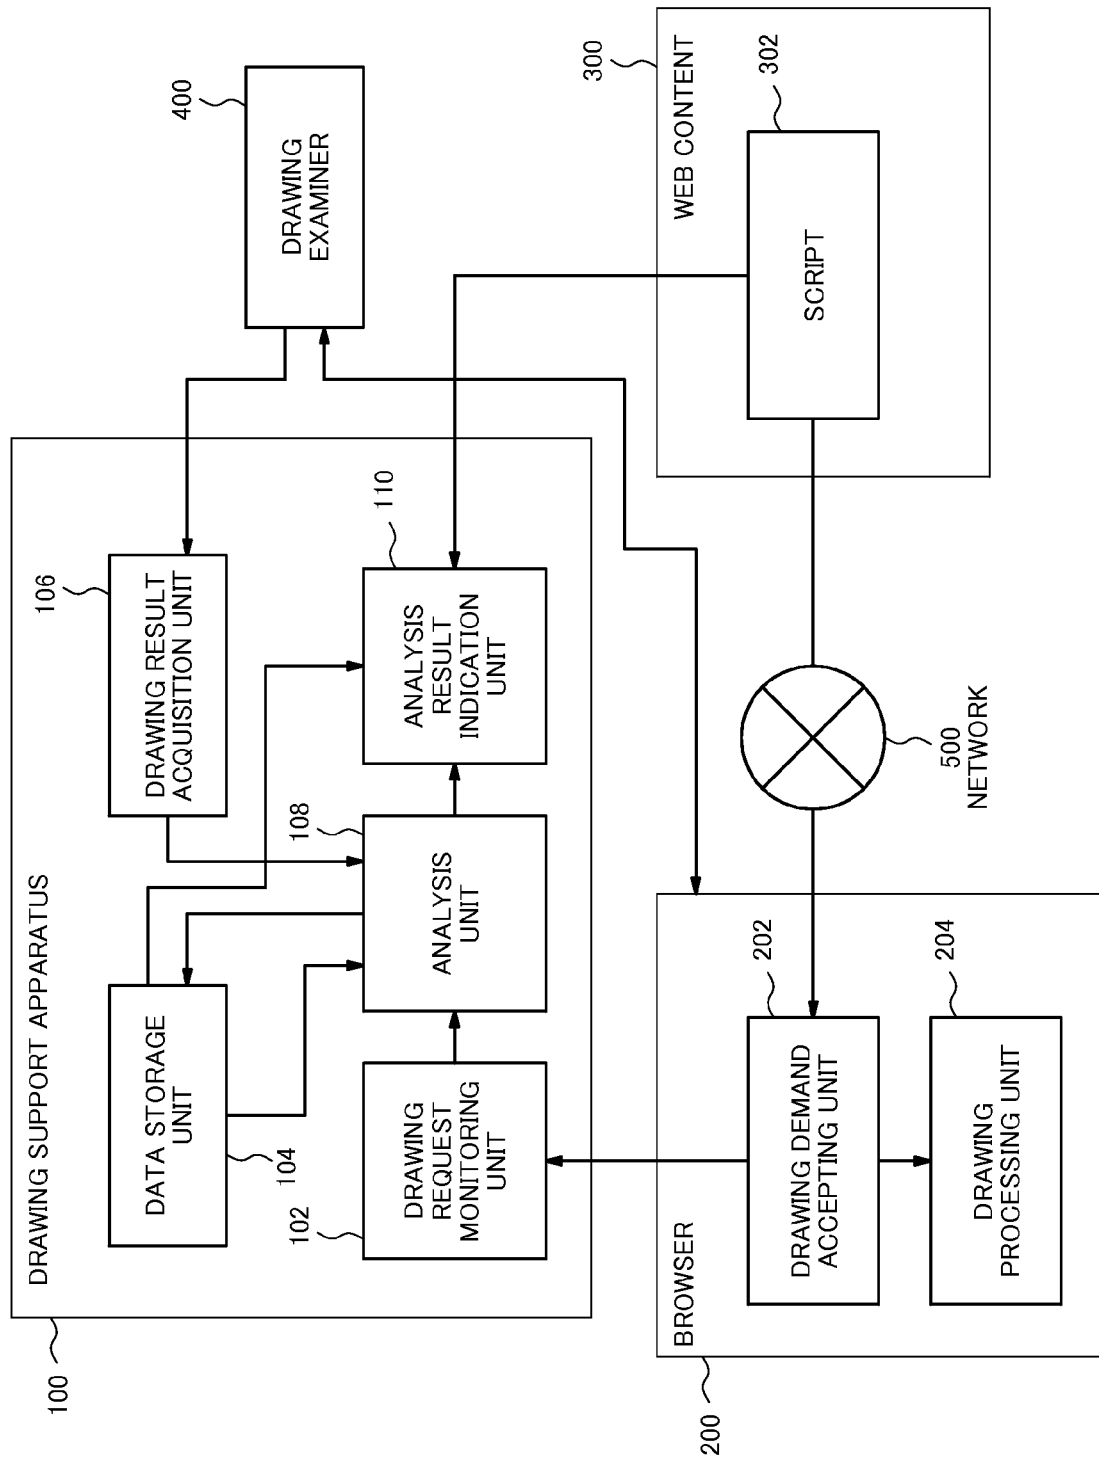 100
DRAWING SUPPORT APPARATUS
DATA STORAGE
UNIT
104
DRAWING RESULT
ACQUISITION UNIT
106
DRAWING
EXAMINER
400
102
DRAWING
REQUEST
MONITORING
UNIT
108
ANALYSIS
UNIT
ANALYSIS
RESULT
INDICATION
UNIT
110
200
BROWSER
DRAWING DEMAND
ACCEPTING UNIT
202
DRAWING
PROCESSING UNIT
204
500
NETWORK
300
WEB CONTENT
SCRIPT
302